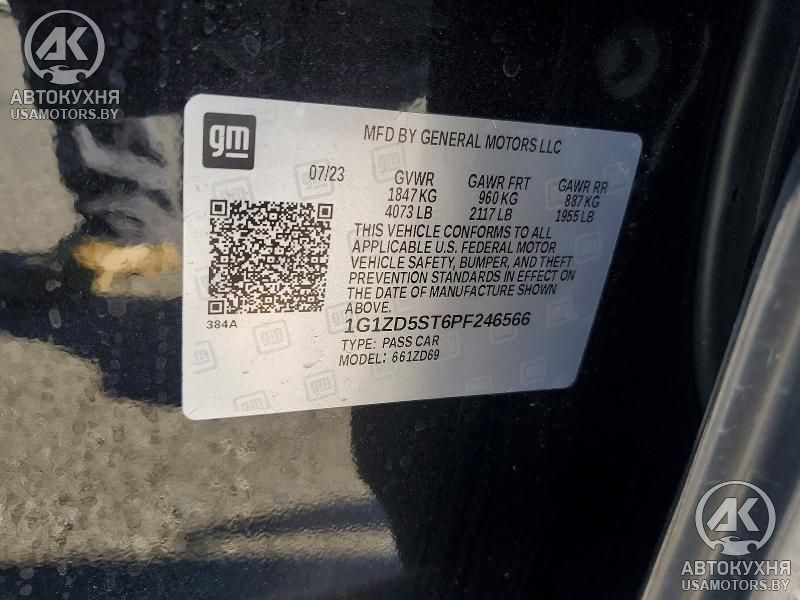 AK
АВТОКУХНЯ
USAMOTORS.BY
gm
MFD BY GENERAL MOTORS LLC
07/23 GVWR GAWR FRT GAWR RR
1847 KG 960 KG 887 KG
4073 LB 2117 LB 1955 LB
THIS VEHICLE CONFORMS TO ALL
APPLICABLE U.S. FEDERAL MOTOR
VEHICLE SAFETY, BUMPER, AND THEFT
PREVENTION STANDARDS IN EFFECT ON
THE DATE OF MANUFACTURE SHOWN
ABOVE.
384A
1G1ZD5ST6PF246566
TYPE: PASS CAR
MODEL: 661ZD69
AK
АВТОКУХНЯ
USAMOTORS.BY